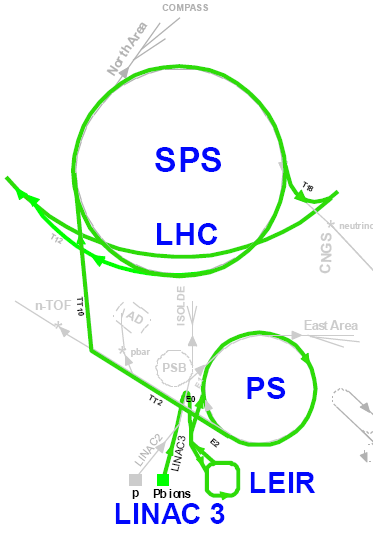 COMPASS
North Area
SPS
TI8
LHC
TI2
neutrino
CNGS
TT10
ISOLDE
n-TOF
AD
East Area
pbar
PSB
PS
TT2
E0
E2
LINAC2
LINAC3
LEIR
p
Pb ions
LINAC 3